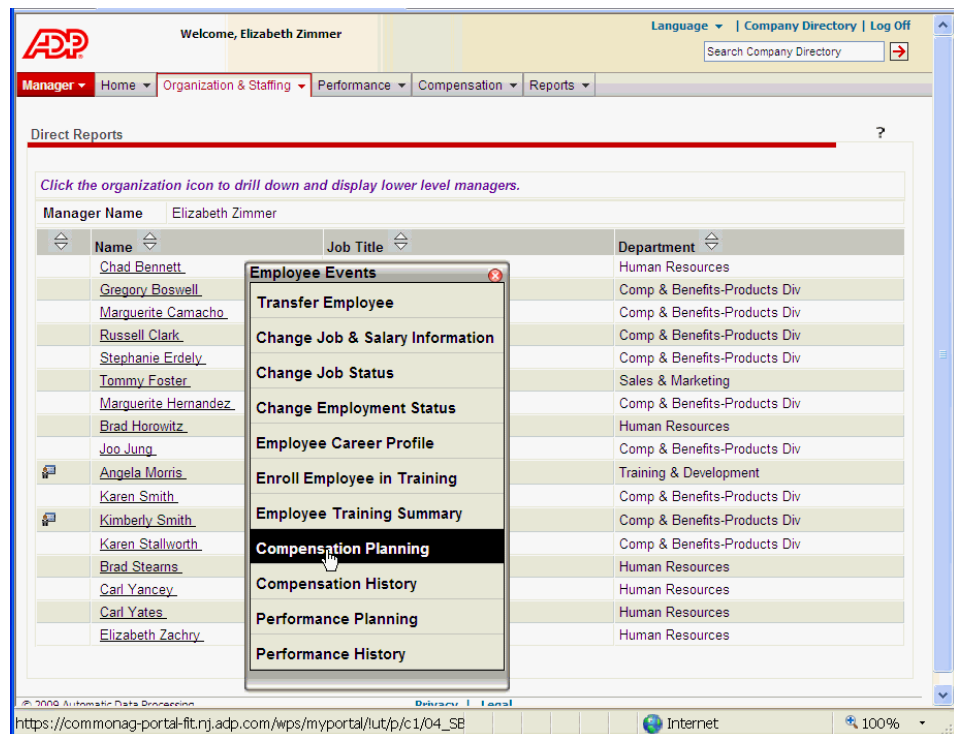 Language | Company Directory | Log Off
ADP Welcome, Elizabeth Zimmer
Search Company Directory
Manager Home Organization & Staffing Performance Compensation Reports
Direct Reports ?
Click the organization icon to drill down and display lower level managers.
Manager Name Elizabeth Zimmer
Name Job Title Department
Chad Bennett Human Resources
Gregory Boswell Comp & Benefits-Products Div
Marguerite Camacho Comp & Benefits-Products Div
Russell Clark Comp & Benefits-Products Div
Stephanie Erdely Comp & Benefits-Products Div
Tommy Foster Sales & Marketing
Marguerite Hernandez Comp & Benefits-Products Div
Brad Horowitz Human Resources
Joo Jung Comp & Benefits-Products Div
Angela Morris Training & Development
Karen Smith Comp & Benefits-Products Div
Kimberly Smith Comp & Benefits-Products Div
Karen Stallworth Comp & Benefits-Products Div
Brad Stearns Human Resources
Carl Yancey Human Resources
Carl Yates Human Resources
Elizabeth Zachry Human Resources
Employee Events
Transfer Employee
Change Job & Salary Information
Change Job Status
Change Employment Status
Employee Career Profile
Enroll Employee in Training
Employee Training Summary
Compensation Planning
Compensation History
Performance Planning
Performance History
© 2009 Automatic Data Processing Privacy | Legal
https://commonag-portal-fit.nj.adp.com/wps/myportal/!ut/p/c1/04_SB Internet 100%